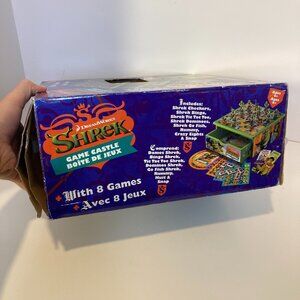 DREAMWORKS
SHREK
GAME CASTLE
BOÎTE DE JEUX
With 8 Games
Avec 8 Jeux
Includes:
Shrek Checkers,
Shrek Bingo,
Shrek Tic Tac Toe,
Shrek Dominoes,
Shrek Go Fish,
Rummy,
Crazy Eights
& Snap
Comprend:
Dames Shrek,
Bingo Shrek,
Tic Tac Toe Shrek,
Dominos Shrek,
Go Fish Shrek,
Rummy,
Huit &
Snap